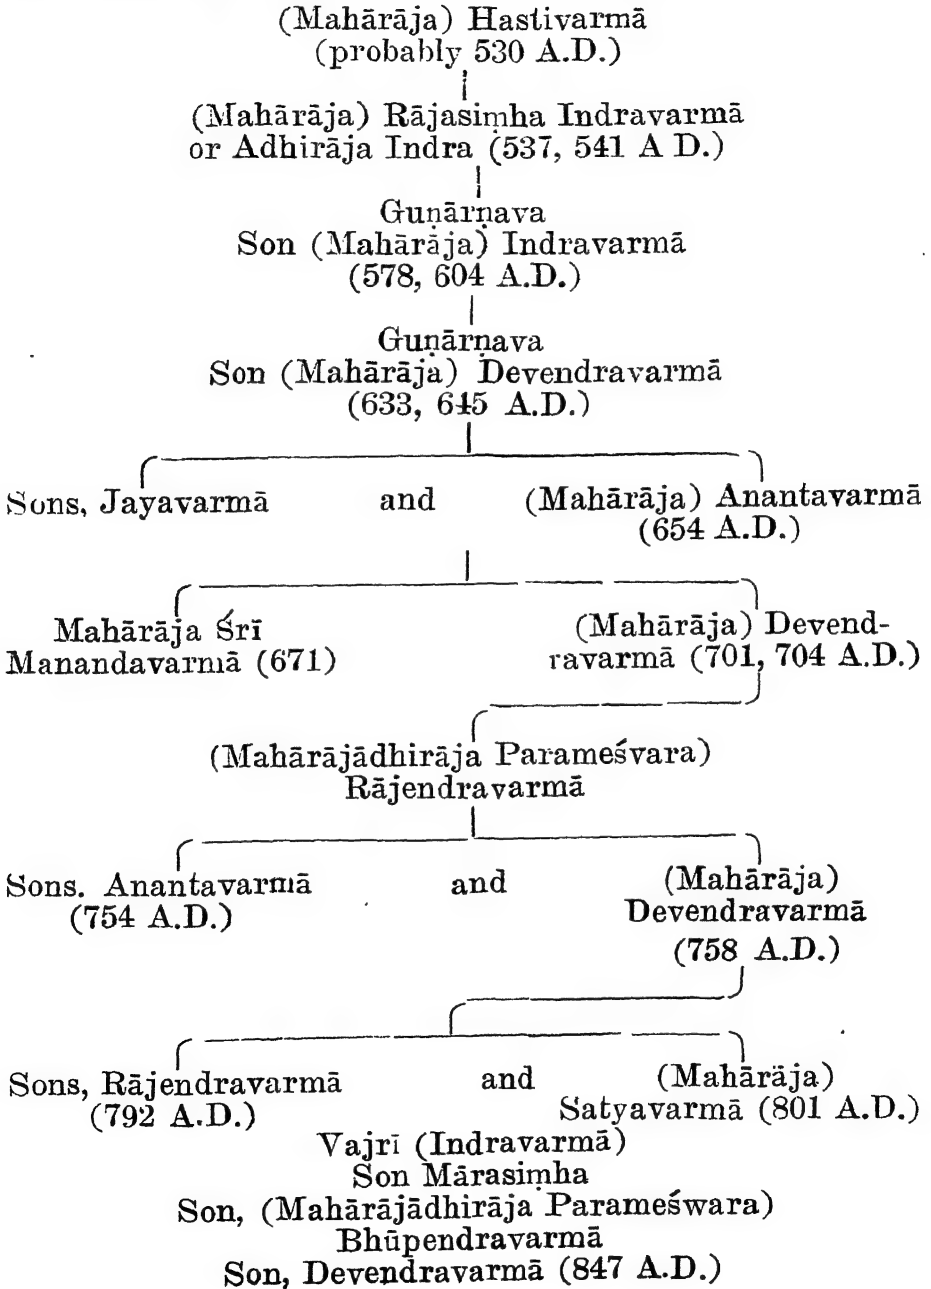 (Mahārāja) Hastivarmā
(probably 530 A.D.)
(Mahārāja) Rājasiṃha Indravarmā
or Adhirāja Indra (537, 541 A D.)
Guṇārṇava
Son (Mahārāja) Indravarmā
(578, 604 A.D.)
Guṇārṇava
Son (Mahārāja) Devendravarmā
(633, 645 A.D.)
Sons, Jayavarmā and (Mahārāja) Anantavarmā
(654 A.D.)
Mahārāja Śrī (Mahārāja) Devend-
Manandavarmā (671) ravarmā (701, 704 A.D.)
(Mahārājādhirāja Parameśvara)
Rājendravarmā
Sons. Anantavarmā and (Mahārāja)
(754 A.D.) Devendravarmā
(758 A.D.)
Sons, Rājendravarmā and (Mahārāja)
(792 A.D.) Satyavarmā (801 A.D.)
Vajrī (Indravarmā)
Son Mārasiṃha
Son, (Mahārājādhirāja Parameśwara)
Bhūpendravarmā
Son, Devendravarmā (847 A.D.)